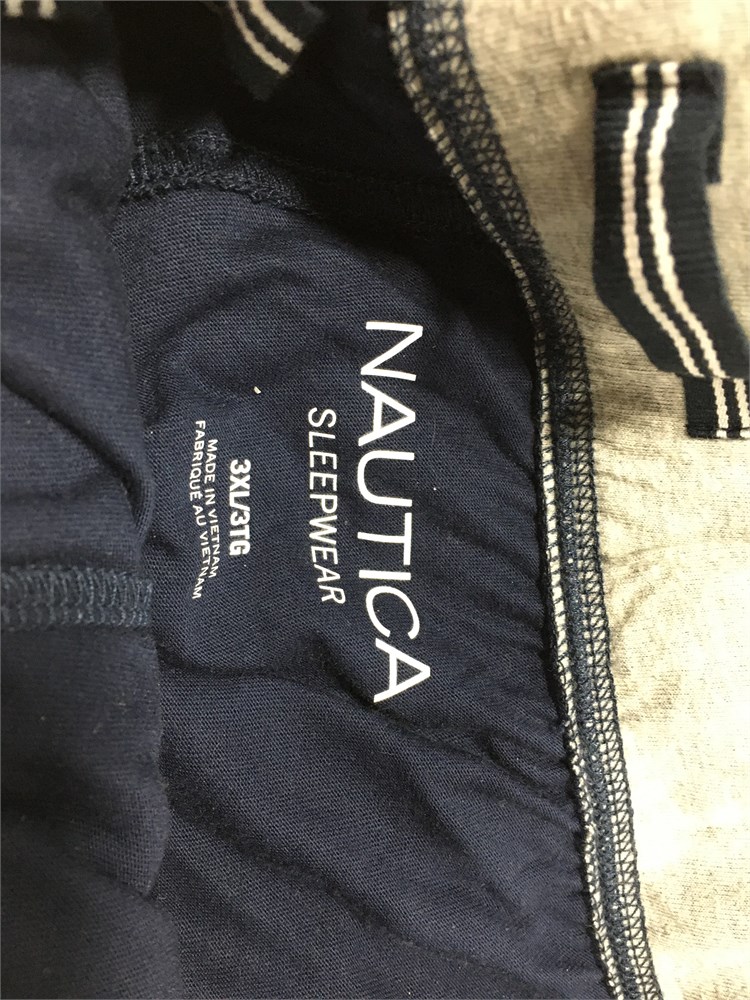 NAUTICA
SLEEPWEAR
3XL/3TG
MADE IN VIETNAM
FABRIQUÉ AU VIETNAM